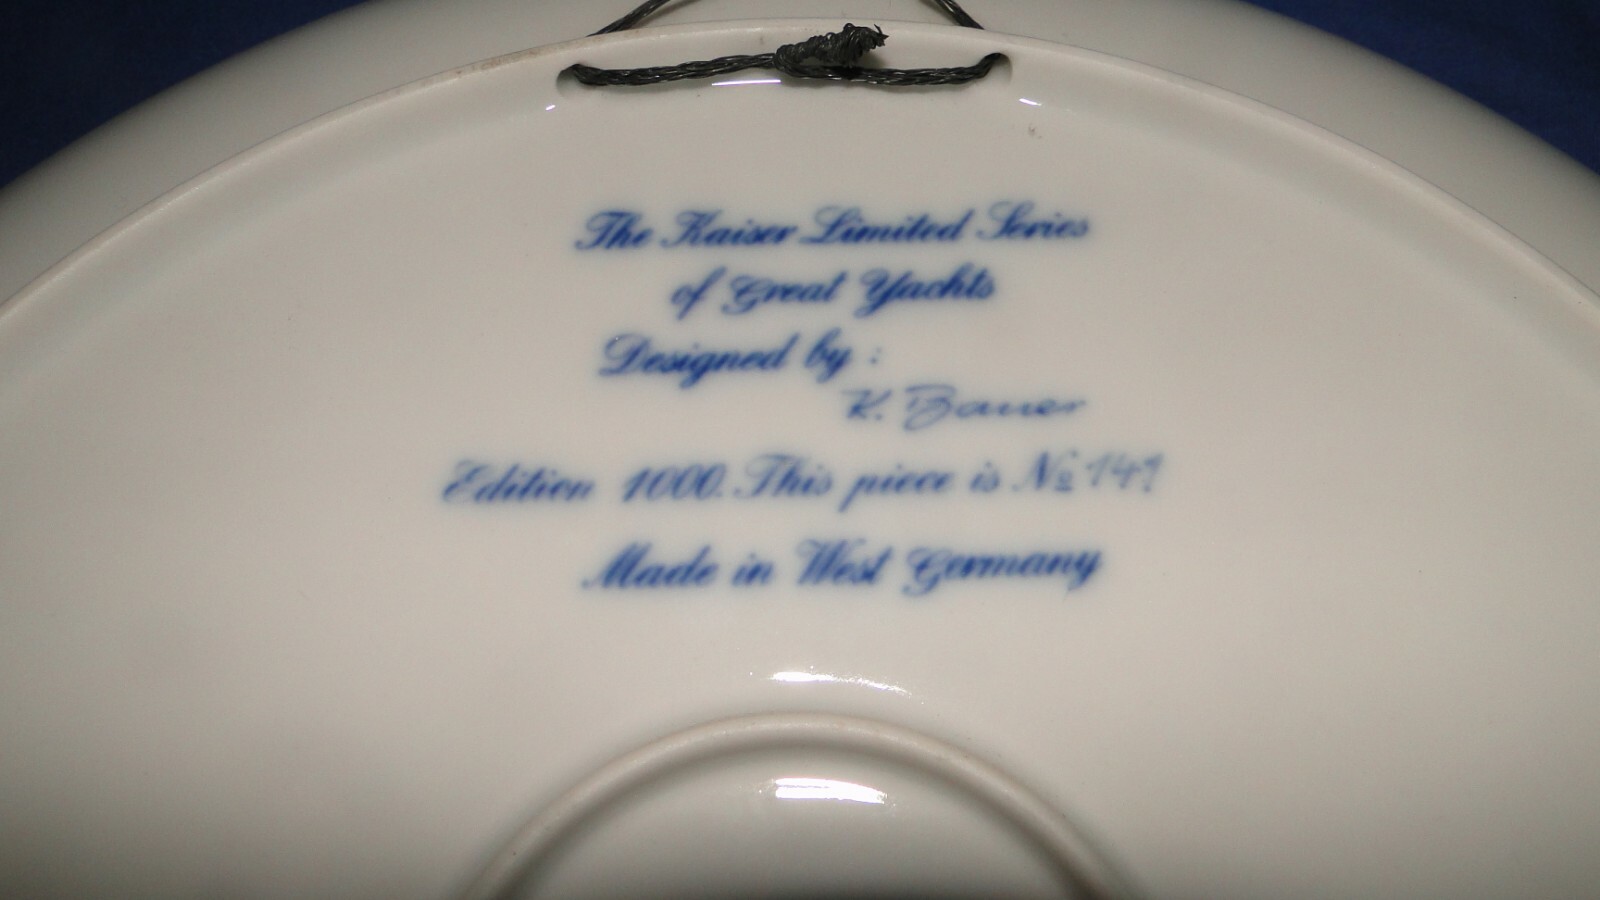 The Kaiser Limited Series
of Great Yachts
Designed by :
K. Bauer
Edition 1000. This piece is № 141
Made in West Germany